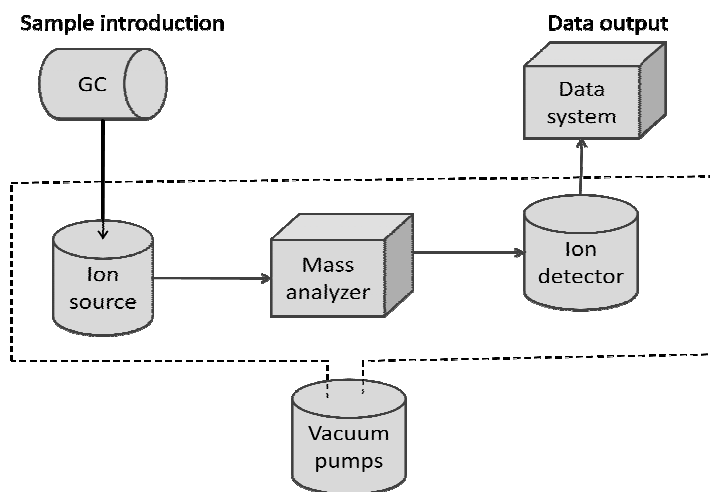 Sample introduction
Data output
GC
Data
system
Ion
source
Mass
analyzer
Ion
detector
Vacuum
pumps